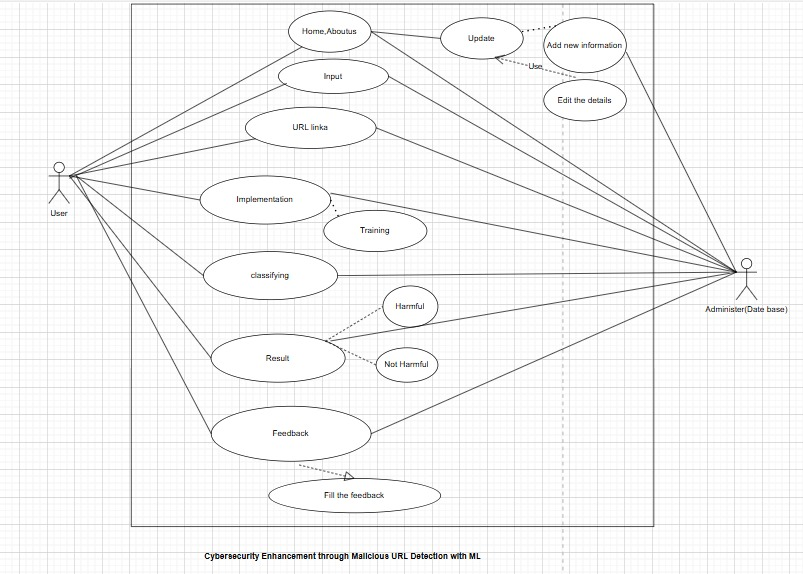 Home,Aboutus
Update
Add new information
Input
Use
Edit the details
URL linka
Implementation
User
Training
classifying
Harmful
Administer(Date base)
Result
Not Harmful
Feedback
Fill the feedback
Cybersecurity Enhancement through Malicious URL Detection with ML